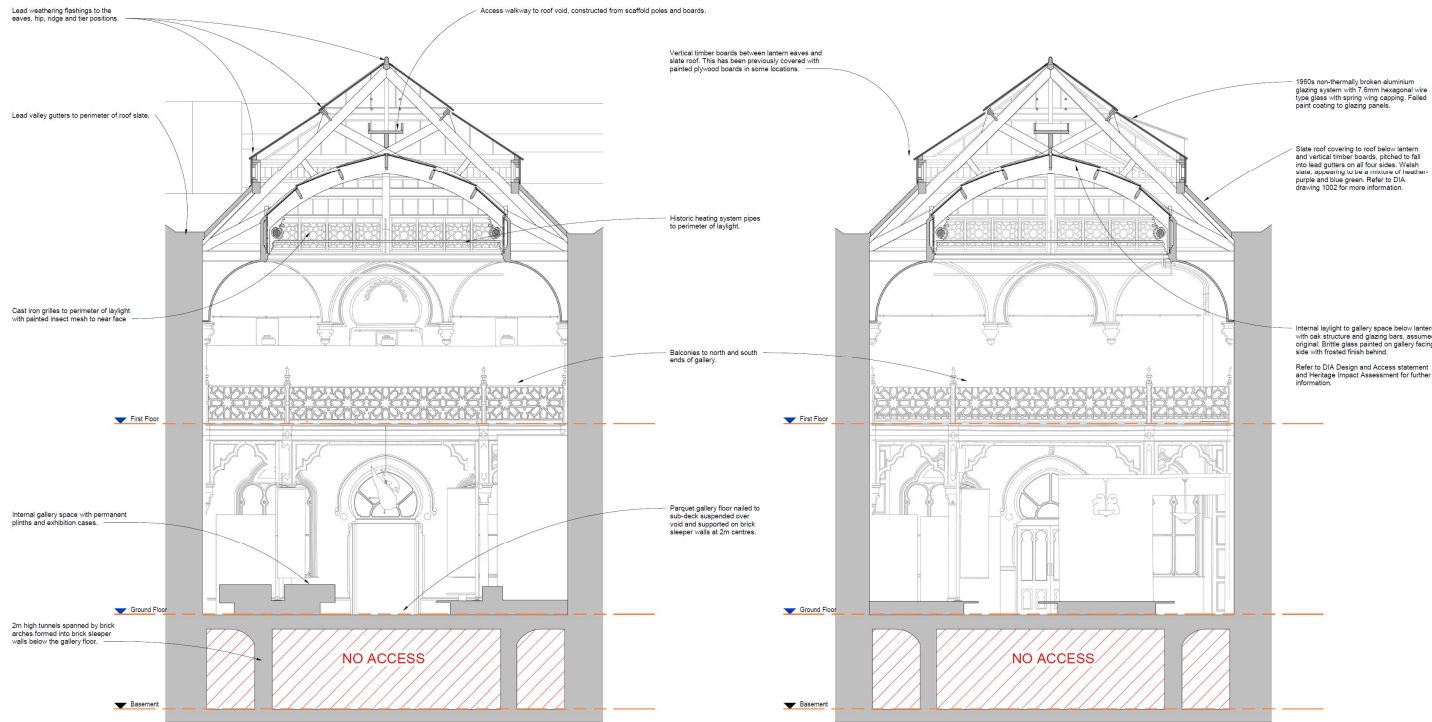 Lead weathering flashings to the
eaves, hip, ridge and tier positions.
Access walkway to roof void, constructed from scaffold poles and boards.
Lead valley gutters to perimeter of roof slate.
Vertical timber boards between lantern eaves and
slate roof. This has been previously covered with
painted plywood boards in some locations.
1960s non-thermally broken aluminium
glazing system with 7.6mm hexagonal wire
type glass with spring wing capping. Failed
paint coating to glazing panels.
Slate roof covering to roof below lantern
and vertical timber boards, pitched to fall
into lead gutters on all four sides. Welsh
slate, appearing to be a mixture of heather-
purple and blue green. Refer to DIA
drawing 1002 for more information.
Historic heating system pipes
to perimeter of laylight.
Cast iron grilles to perimeter of laylight
with painted insect mesh to near face
Internal laylight to gallery space below lantern
with oak structure and glazing bars, assumed
original. Brittle glass painted on gallery facing
side with frosted finish behind.
Refer to DIA Design and Access statement
and Heritage Impact Assessment for further
information.
Balconies to north and south
ends of gallery.
First Floor
First Floor
Internal gallery space with permanent
plinths and exhibition cases.
Parquet gallery floor nailed to
sub-deck suspended over
void and supported on brick
sleeper walls at 2m centres.
Ground Floor
Ground Floor
2m high tunnels spanned by brick
arches formed into brick sleeper
walls below the gallery floor.
NO ACCESS
NO ACCESS
Basement
Basement